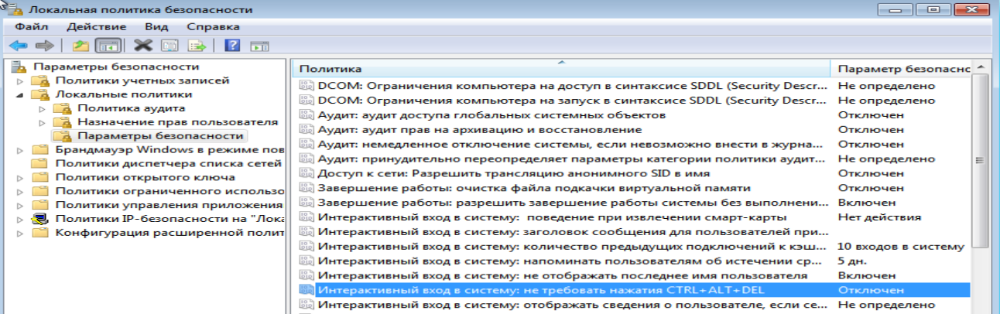 Локальная политика безопасности
Файл Действие Вид Справка
Параметры безопасности
Политики учетных записей
Локальные политики
Политика аудита
Назначение прав пользователя
Параметры безопасности
Брандмауэр Windows в режиме пов
Политики диспетчера списка сетей
Политики открытого ключа
Политики ограниченного использо
Политики управления приложения
Политики IP-безопасности на "Лока
Конфигурация расширенной полит
Политика Параметр безопаснс
DCOM: Ограничения компьютера на доступ в синтаксисе SDDL (Security Descr... Не определено
DCOM: Ограничения компьютера на запуск в синтаксисе SDDL (Security Descr... Не определено
Аудит: аудит доступа глобальных системных объектов Отключен
Аудит: аудит прав на архивацию и восстановление Отключен
Аудит: немедленное отключение системы, если невозможно внести в журна... Отключен
Аудит: принудительно переопределяет параметры категории политики аудит... Не определено
Доступ к сети: Разрешить трансляцию анонимного SID в имя Отключен
Завершение работы: очистка файла подкачки виртуальной памяти Отключен
Завершение работы: разрешить завершение работы системы без выполнени... Включен
Интерактивный вход в систему: поведение при извлечении смарт-карты Нет действия
Интерактивный вход в систему: заголовок сообщения для пользователей при...
Интерактивный вход в систему: количество предыдущих подключений к кэш... 10 входов в систему
Интерактивный вход в систему: напоминать пользователям об истечении ср... 5 дн.
Интерактивный вход в систему: не отображать последнее имя пользователя Включен
Интерактивный вход в систему: не требовать нажатия CTRL+ALT+DEL Отключен
Интерактивный вход в систему: отображать сведения о пользователе, если се... Не определено